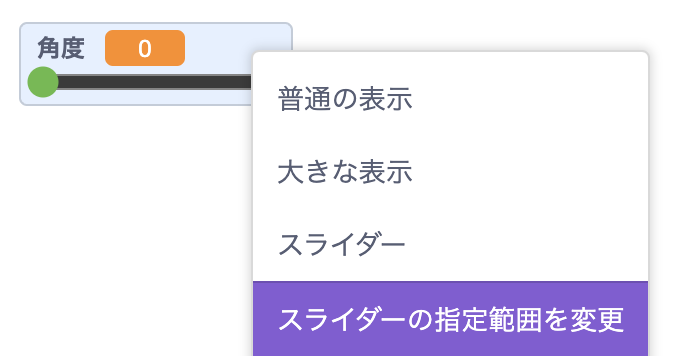 角度 0
普通の表示
大きな表示
スライダー
スライダーの指定範囲を変更